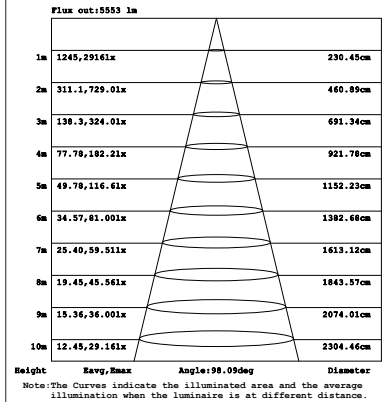 Flux out:5553 lm
1m 1245,2916lx 230.45cm
2m 311.1,729.0lx 460.89cm
3m 138.3,324.0lx 691.34cm
4m 77.78,182.2lx 921.78cm
5m 49.78,116.6lx 1152.23cm
6m 34.57,81.00lx 1382.68cm
7m 25.40,59.51lx 1613.12cm
8m 19.45,45.56lx 1843.57cm
9m 15.36,36.00lx 2074.01cm
10m 12.45,29.16lx 2304.46cm
Height Eavg,Emax Angle:98.09deg Diameter
Note:The Curves indicate the illuminated area and the average
illumination when the luminaire is at different distance.